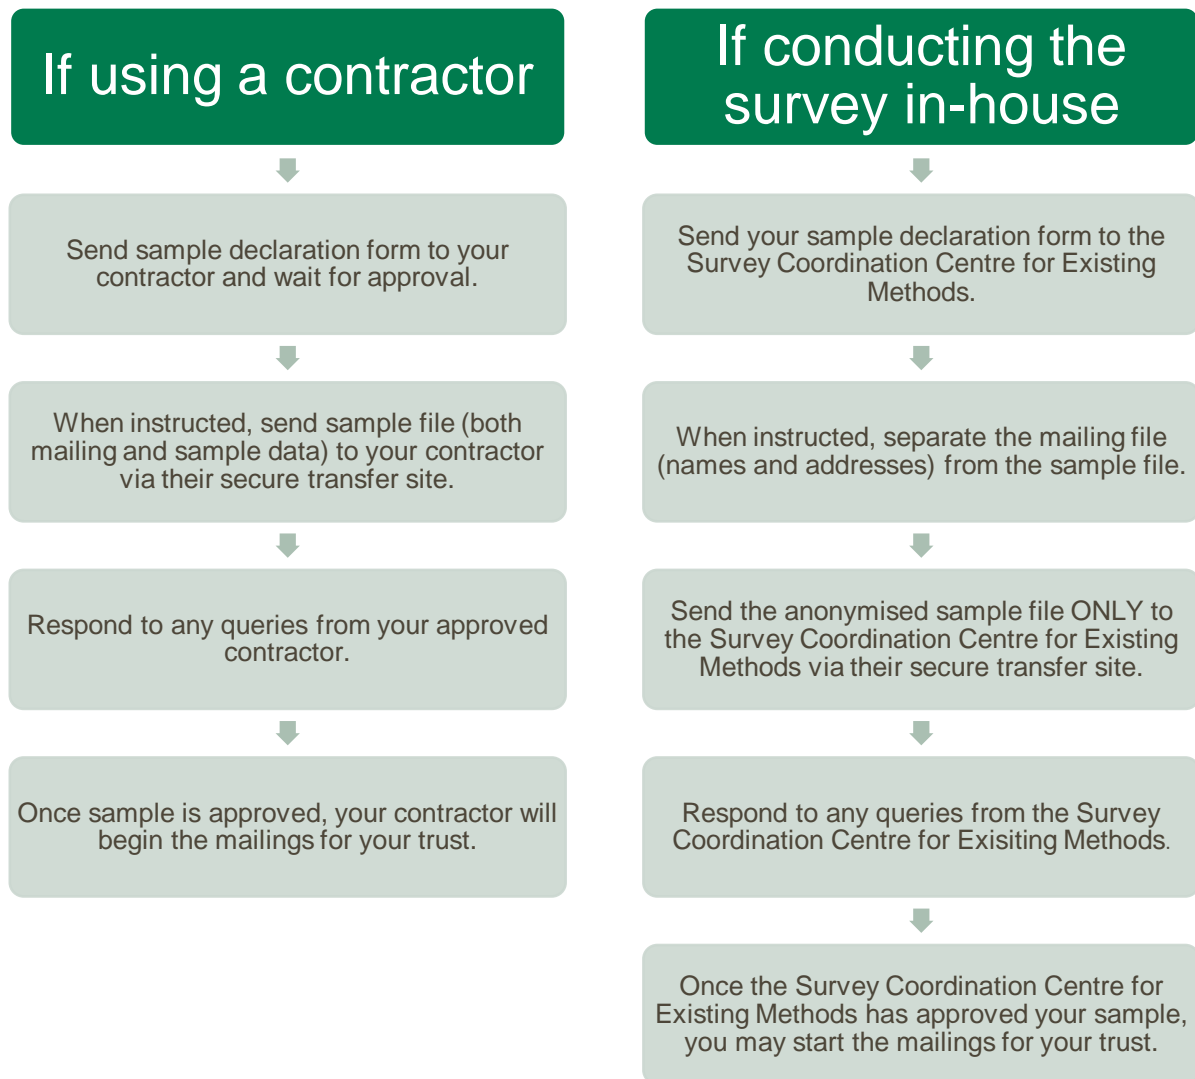 If using a contractor
Send sample declaration form to your
contractor and wait for approval.
When instructed, send sample file (both
mailing and sample data) to your contractor
via their secure transfer site.
Respond to any queries from your approved
contractor.
Once sample is approved, your contractor will
begin the mailings for your trust.
If conducting the
survey in-house
Send your sample declaration form to the
Survey Coordination Centre for Existing
Methods.
When instructed, separate the mailing file
(names and addresses) from the sample file.
Send the anonymised sample file ONLY to
the Survey Coordination Centre for Existing
Methods via their secure transfer site.
Respond to any queries from the Survey
Coordination Centre for Exisiting Methods.
Once the Survey Coordination Centre for
Existing Methods has approved your sample,
you may start the mailings for your trust.